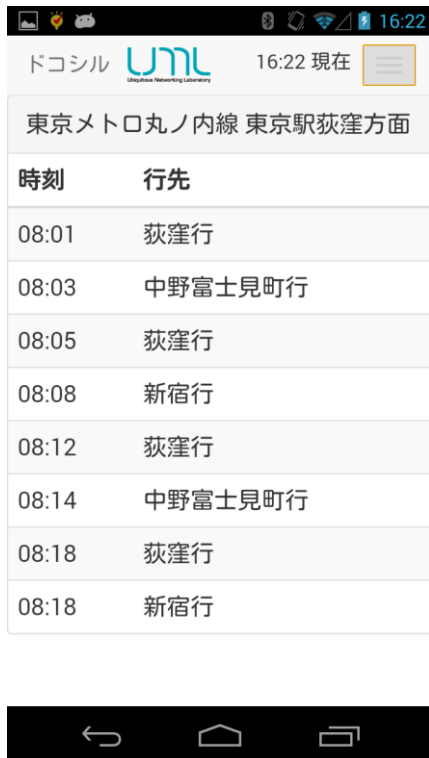 16:22
ドコシル UNL 16:22 現在
Ubiquitous Networking Laboratory
東京メトロ丸ノ内線 東京駅荻窪方面
時刻 行先
08:01 荻窪行
08:03 中野富士見町行
08:05 荻窪行
08:08 新宿行
08:12 荻窪行
08:14 中野富士見町行
08:18 荻窪行
08:18 新宿行